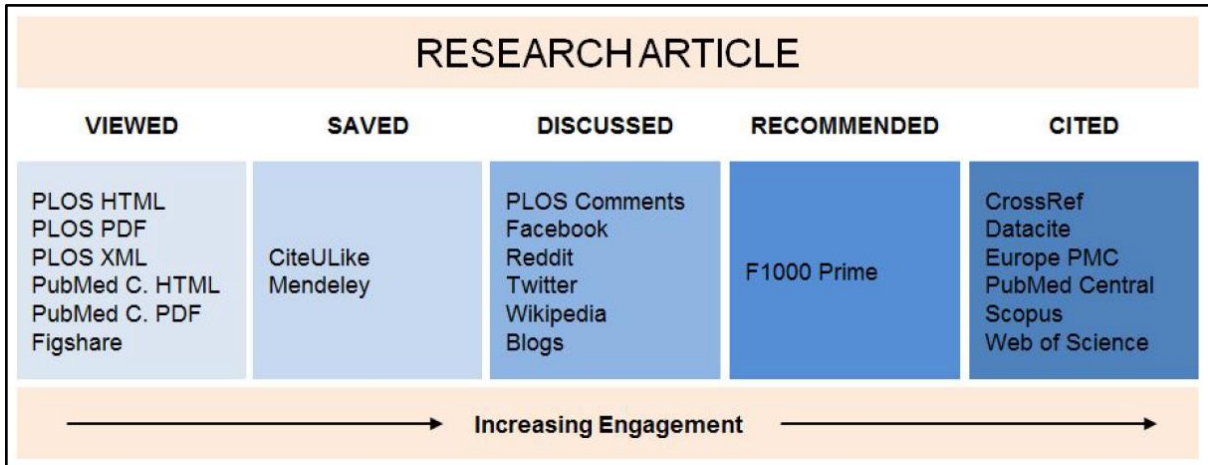 RESEARCH ARTICLE
VIEWED
SAVED
DISCUSSED
RECOMMENDED
CITED
PLOS HTML
PLOS PDF
PLOS XML
PubMed C. HTML
PubMed C. PDF
Figshare
CiteULike
Mendeley
PLOS Comments
Facebook
Reddit
Twitter
Wikipedia
Blogs
F1000 Prime
CrossRef
Datacite
Europe PMC
PubMed Central
Scopus
Web of Science
Increasing Engagement